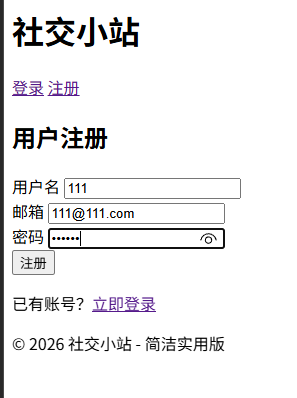 社交小站
登录 注册
用户注册
用户名 111
邮箱 111@111.com
密码 ••••••
注册
已有账号？立即登录
© 2026 社交小站 - 简洁实用版